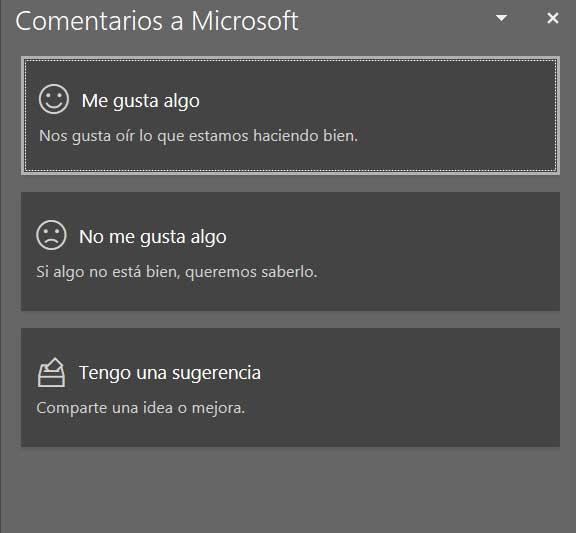 Comentarios a Microsoft
Me gusta algo
Nos gusta oír lo que estamos haciendo bien.
No me gusta algo
Si algo no está bien, queremos saberlo.
Tengo una sugerencia
Comparte una idea o mejora.